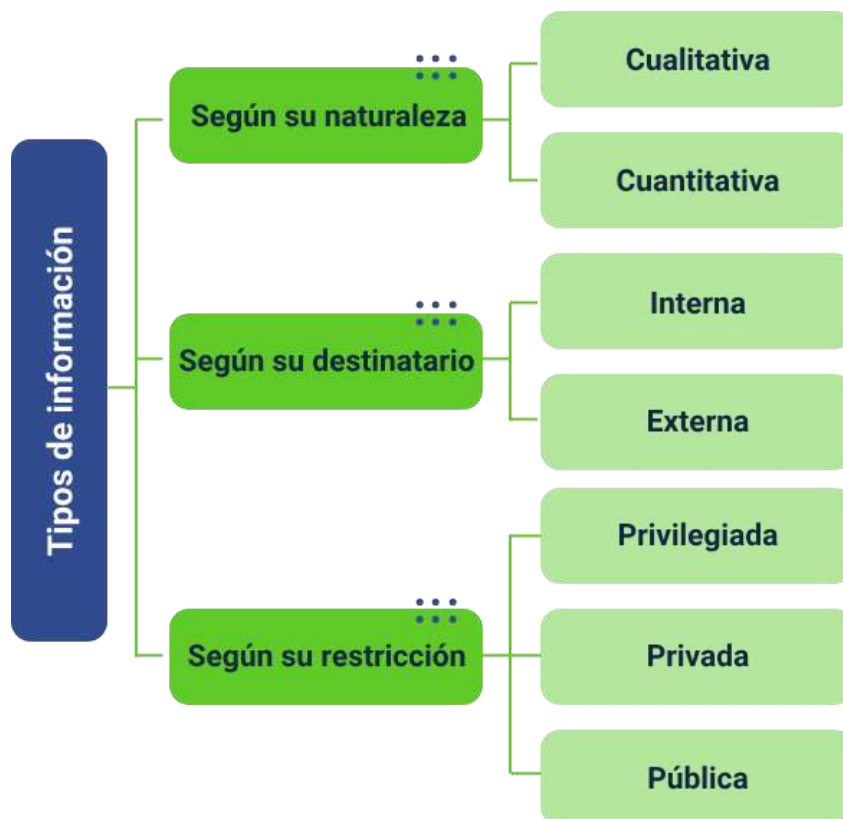 Tipos de información
Según su naturaleza
Cualitativa
Cuantitativa
Según su destinatario
Interna
Externa
Según su restricción
Privilegiada
Privada
Pública